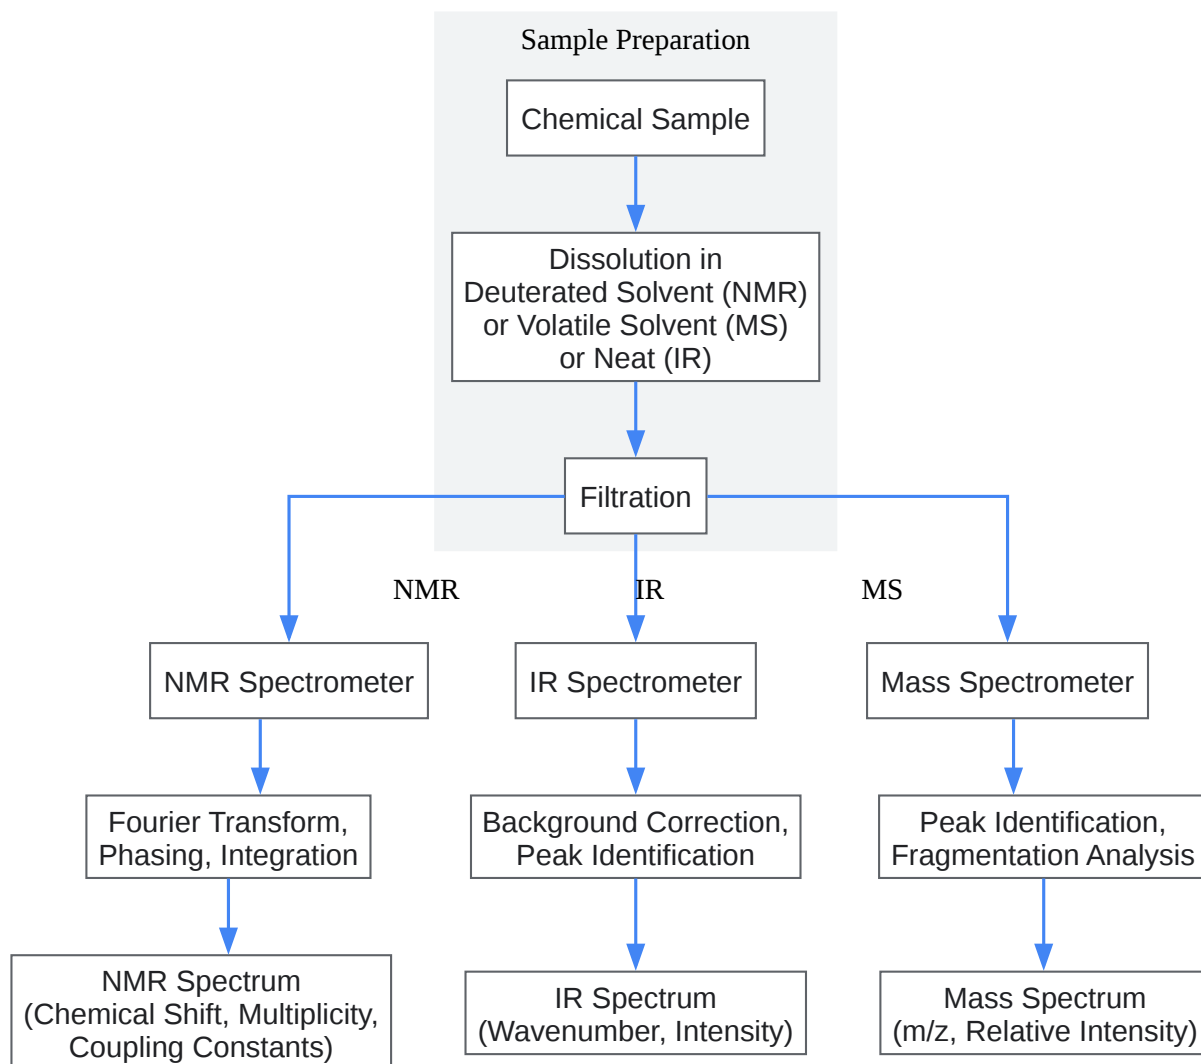 Sample Preparation
Chemical Sample
Dissolution in
Deuterated Solvent (NMR)
or Volatile Solvent (MS)
or Neat (IR)
Filtration
NMR
IR
MS
NMR Spectrometer
IR Spectrometer
Mass Spectrometer
Fourier Transform,
Phasing, Integration
Background Correction,
Peak Identification
Peak Identification,
Fragmentation Analysis
NMR Spectrum
(Chemical Shift, Multiplicity,
Coupling Constants)
IR Spectrum
(Wavenumber, Intensity)
Mass Spectrum
(m/z, Relative Intensity)